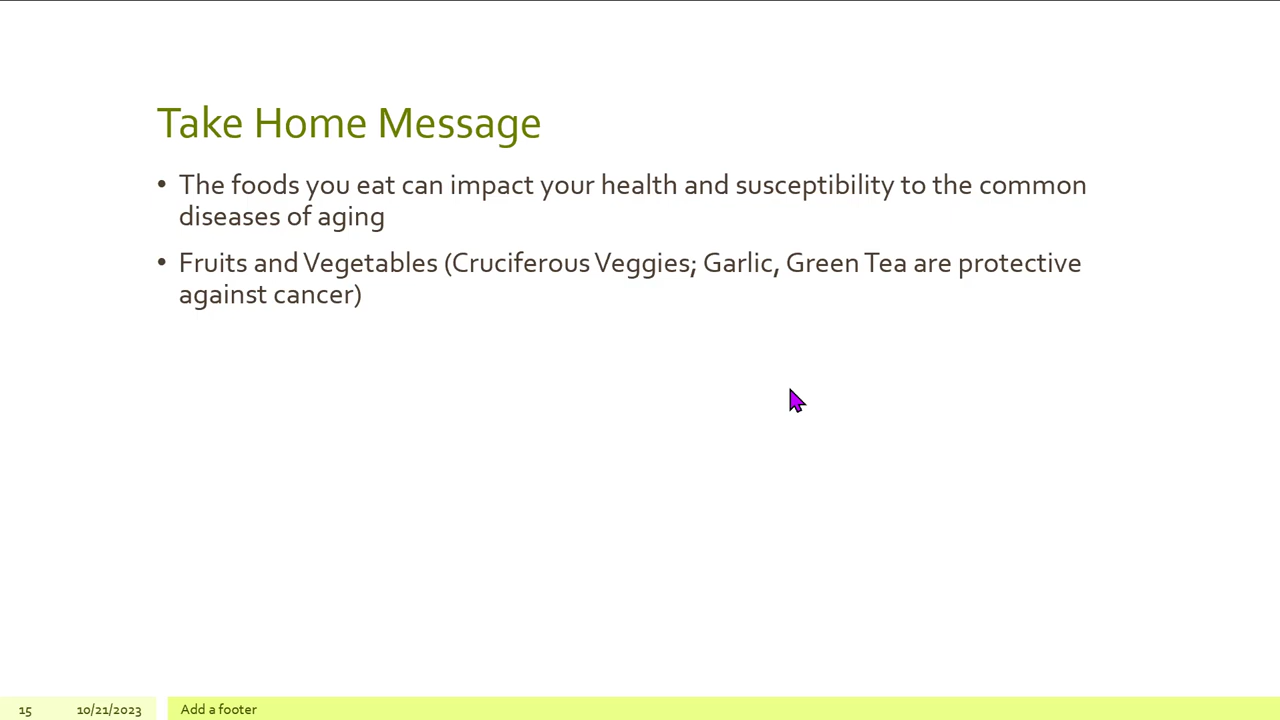 Take Home Message
• The foods you eat can impact your health and susceptibility to the common
diseases of aging
• Fruits and Vegetables (Cruciferous Veggies; Garlic, Green Tea are protective
against cancer)
15 10/21/2023 Add a footer